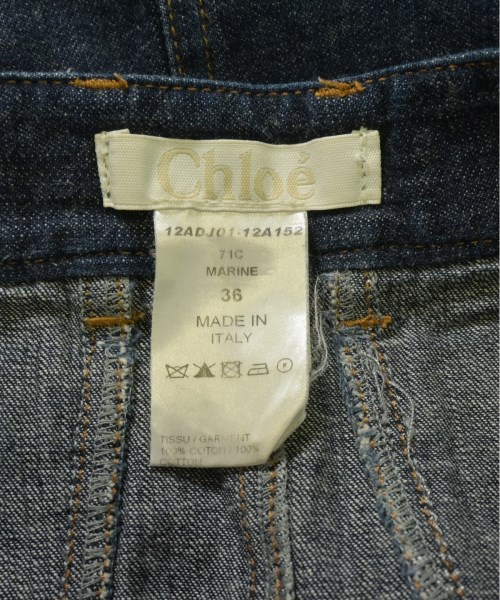 Chloé
12ADJ01-12A152
71C
MARINE
36
MADE IN
ITALY
TISSU / GARMENT
100% COTON / 100%
COTTON